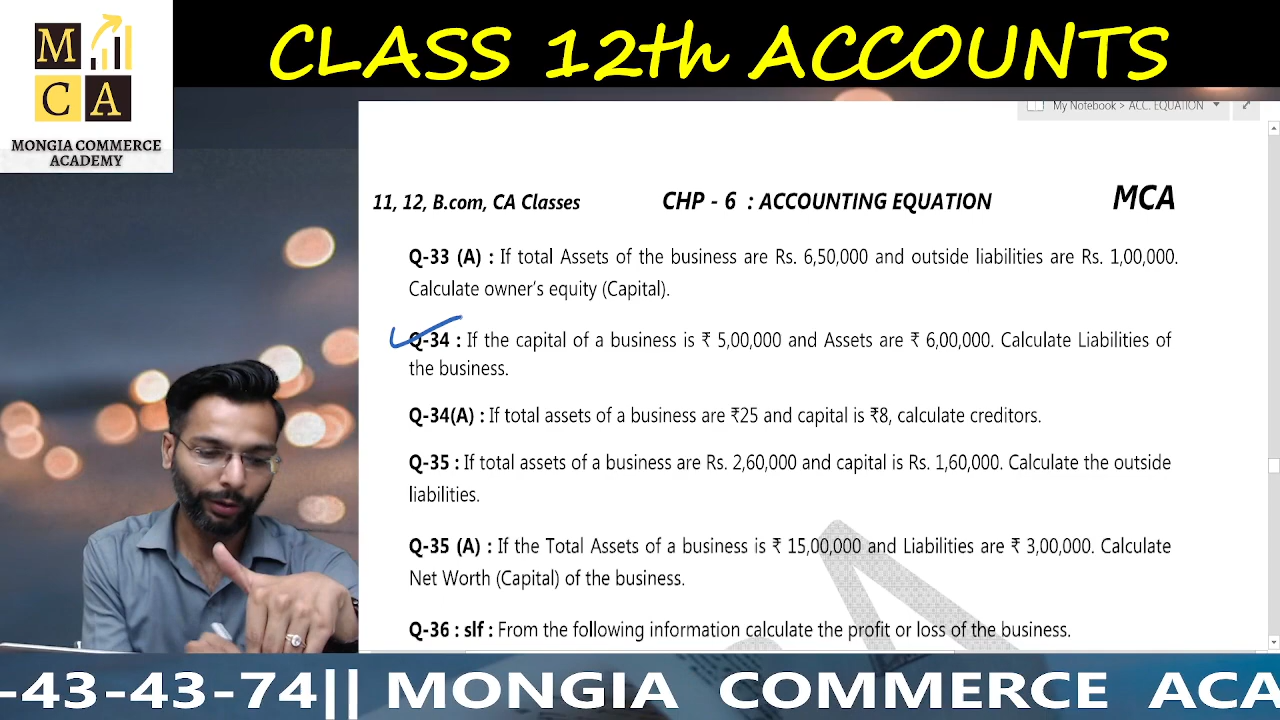 CLASS 12th ACCOUNTS
M
C A
MONGIA COMMERCE
ACADEMY
My Notebook > ACC. EQUATION
11, 12, B.com, CA Classes CHP - 6 : ACCOUNTING EQUATION MCA
Q-33 (A) : If total Assets of the business are Rs. 6,50,000 and outside liabilities are Rs. 1,00,000.
Calculate owner's equity (Capital).
Q-34 : If the capital of a business is ₹ 5,00,000 and Assets are ₹ 6,00,000. Calculate Liabilities of
the business.
Q-34(A) : If total assets of a business are ₹25 and capital is ₹8, calculate creditors.
Q-35 : If total assets of a business are Rs. 2,60,000 and capital is Rs. 1,60,000. Calculate the outside
liabilities.
Q-35 (A) : If the Total Assets of a business is ₹ 15,00,000 and Liabilities are ₹ 3,00,000. Calculate
Net Worth (Capital) of the business.
Q-36 : slf : From the following information calculate the profit or loss of the business.
-43-43-74|| MONGIA COMMERCE ACA